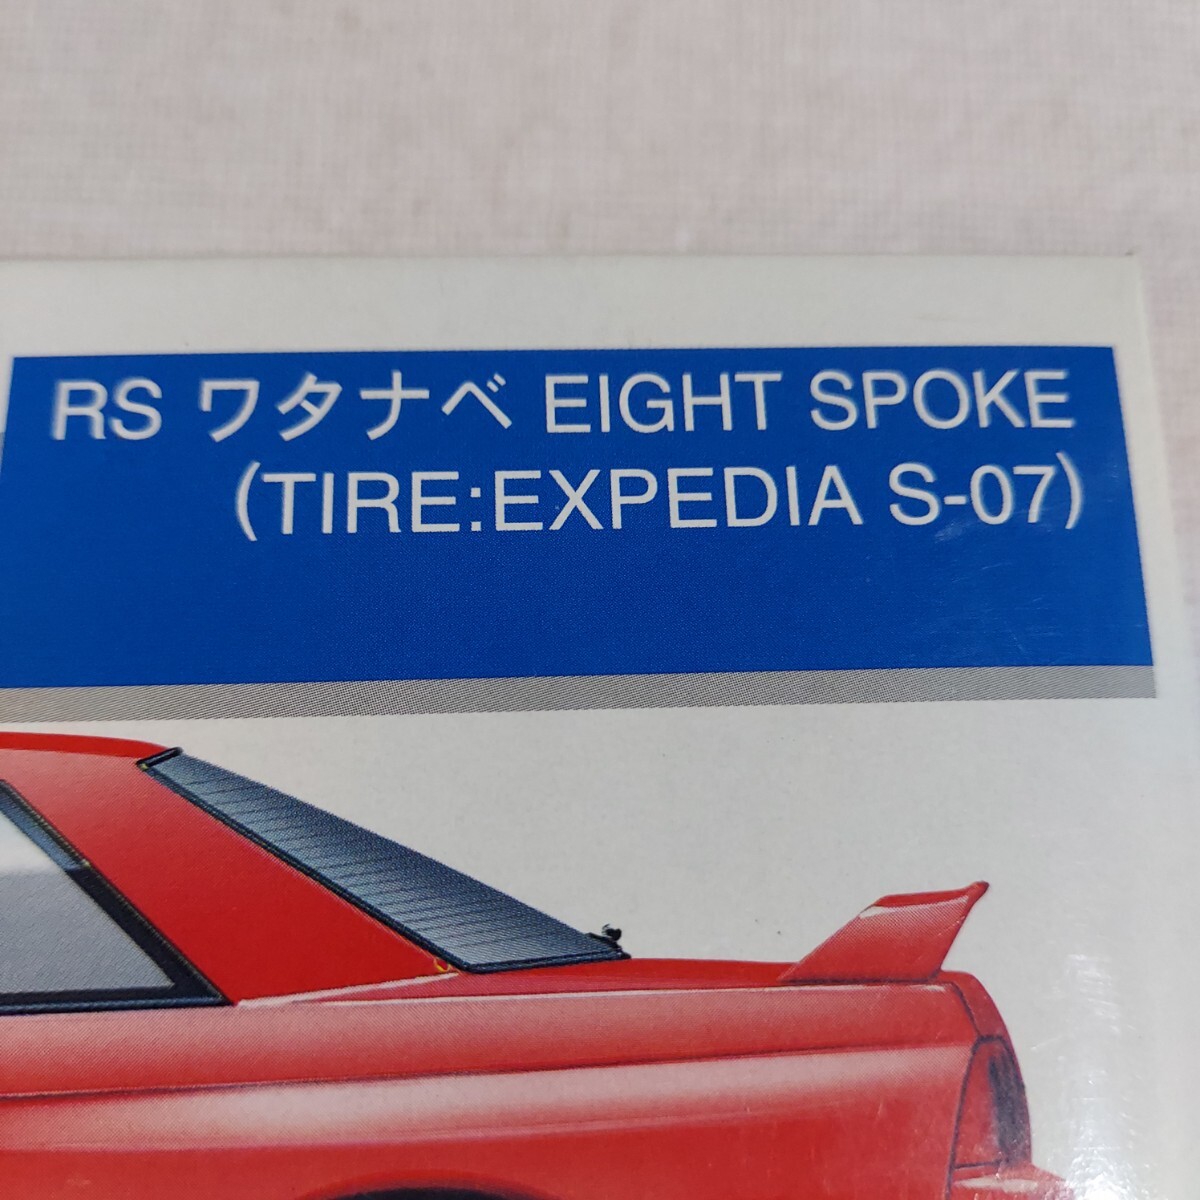 RS ワタナベ EIGHT SPOKE
(TIRE:EXPEDIA S-07)